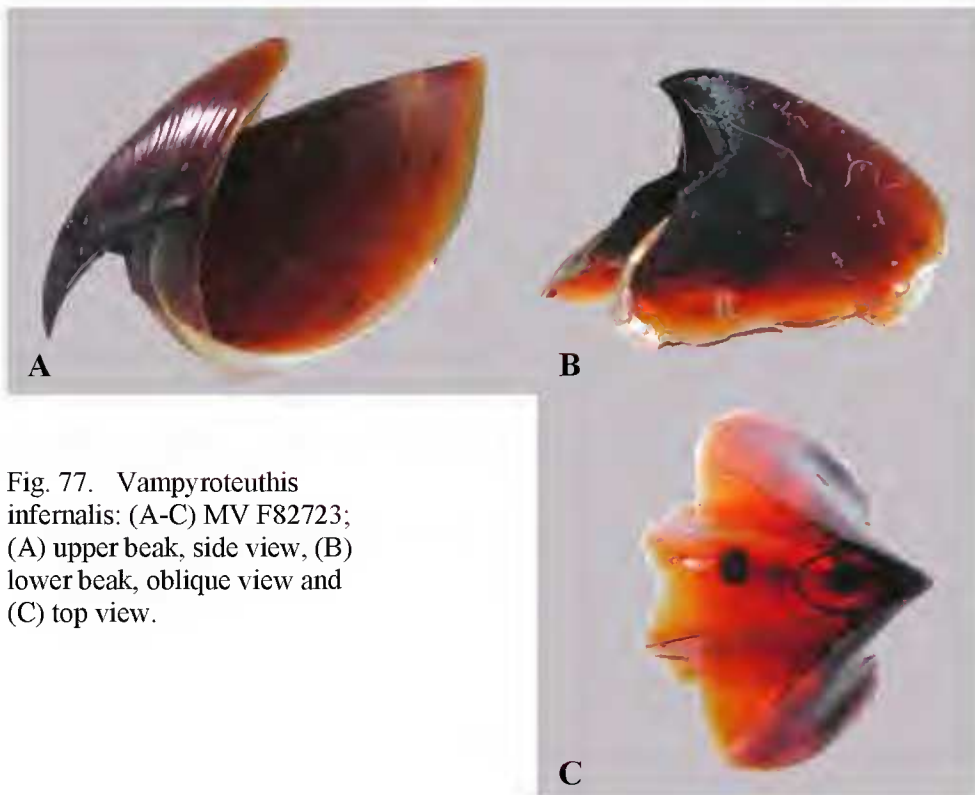 A
B
Fig. 77. Vampyroteuthis
infernalis: (A-C) MV F82723;
(A) upper beak, side view, (B)
lower beak, oblique view and
(C) top view.
C